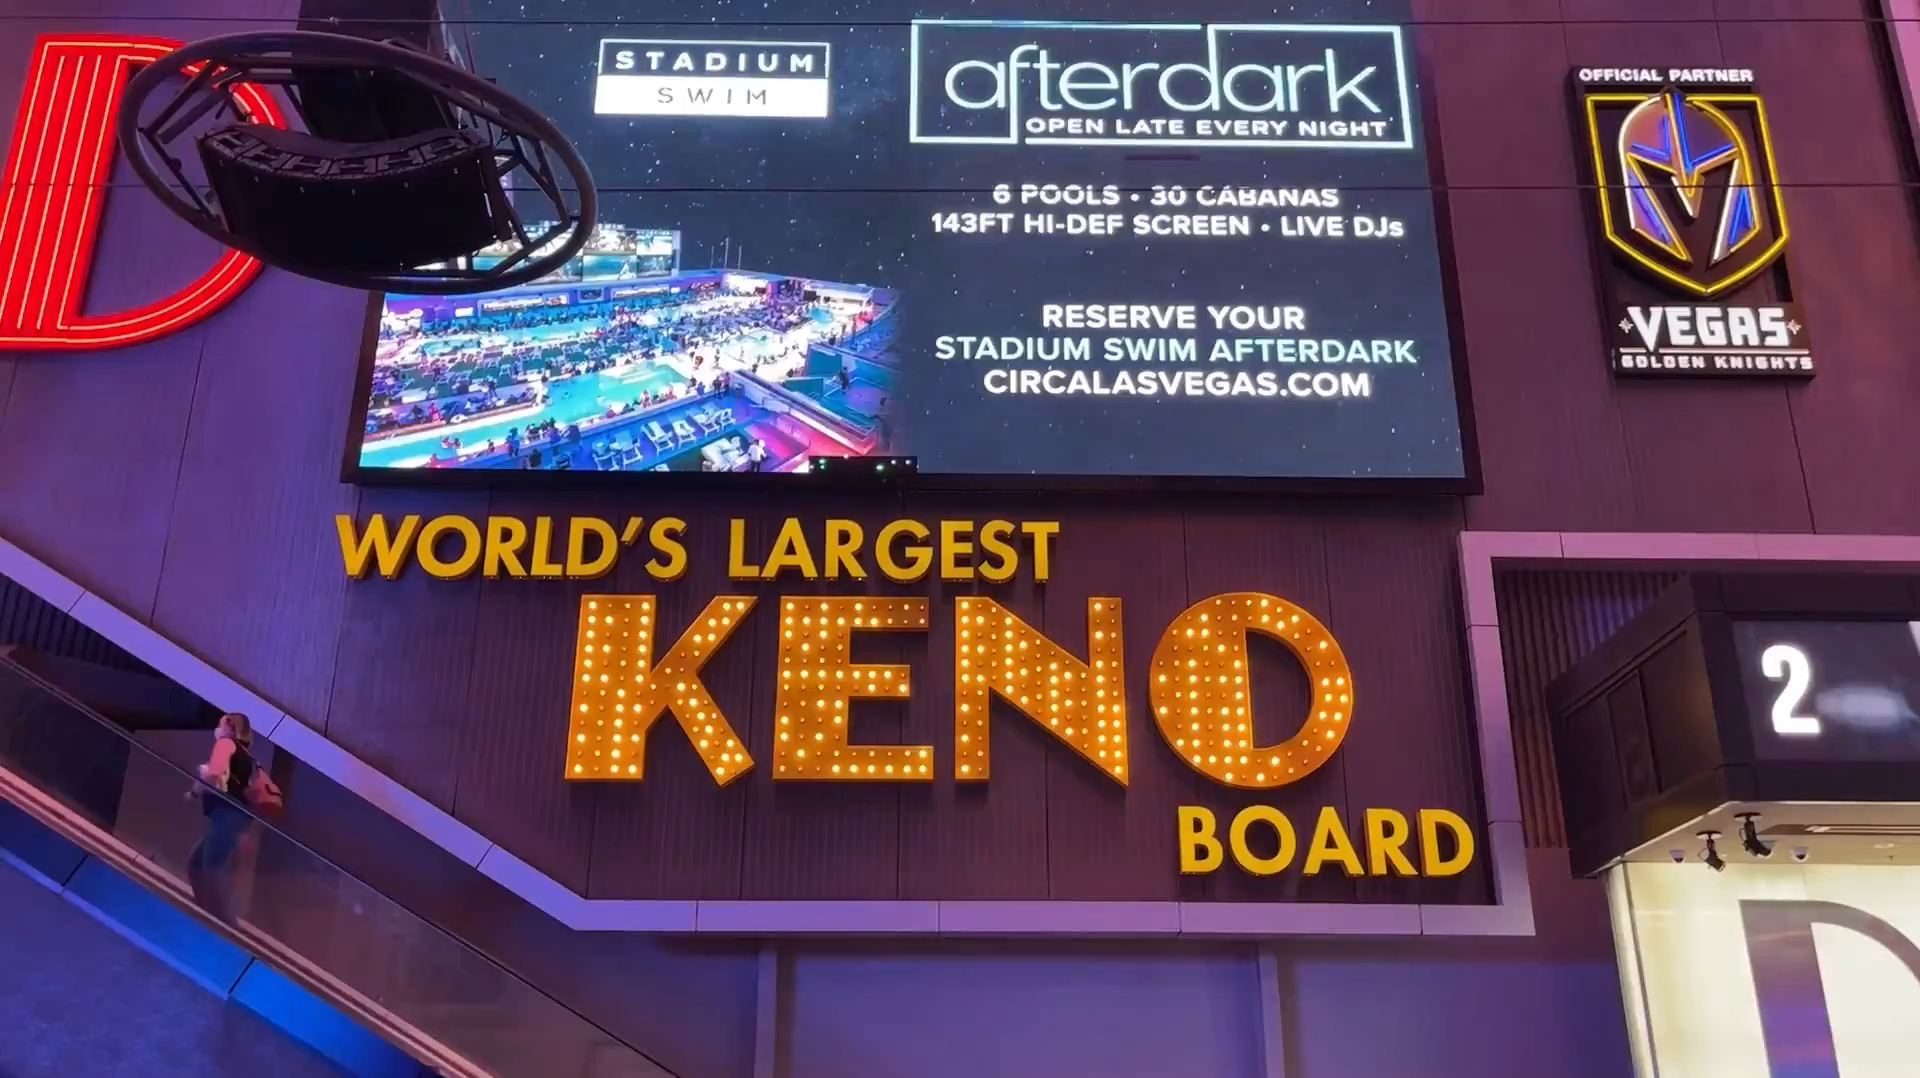 D
STADIUM
SWIM
afterdark
OPEN LATE EVERY NIGHT
6 POOLS • 30 CABANAS
143FT HI-DEF SCREEN • LIVE DJs
RESERVE YOUR
STADIUM SWIM AFTERDARK
CIRCALASVEGAS.COM
OFFICIAL PARTNER
VEGAS
GOLDEN KNIGHTS
WORLD'S LARGEST
KENO
BOARD
2
D